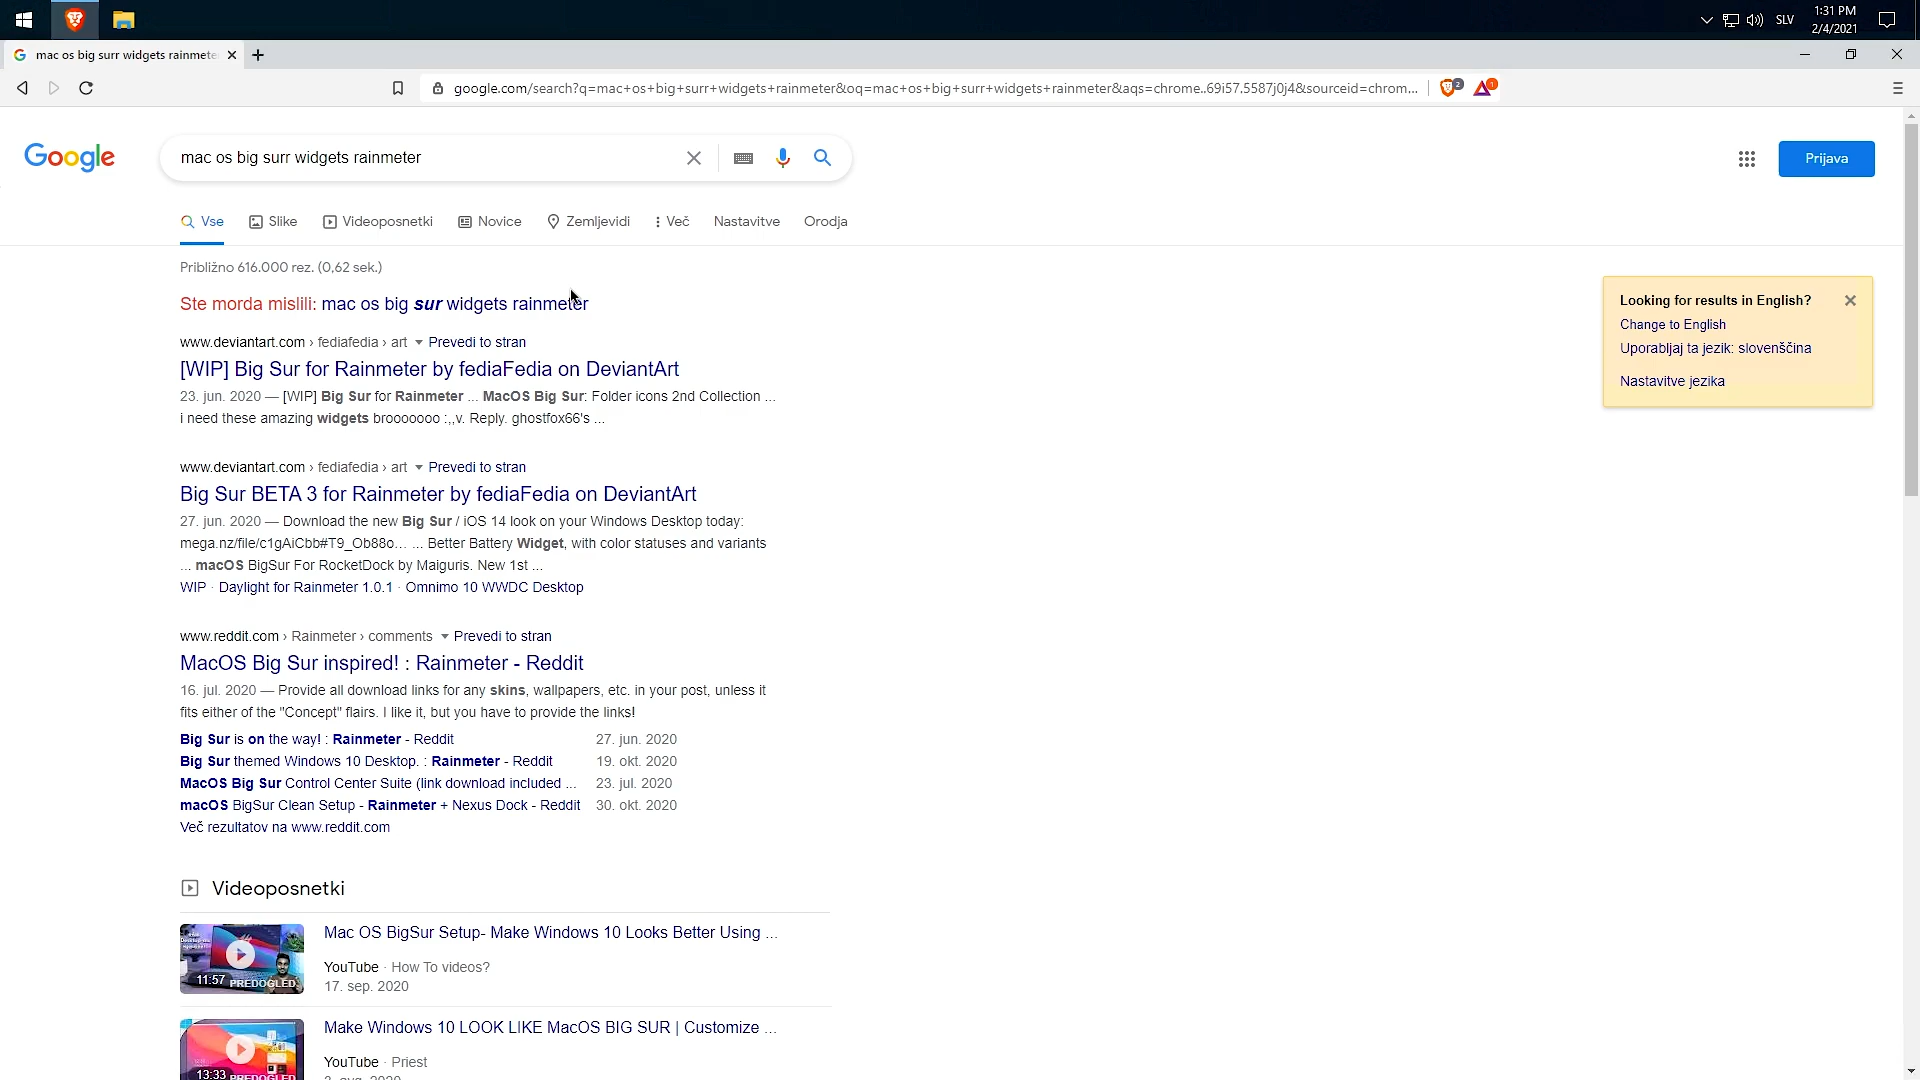 SLV
1:31 PM
2/4/2021
mac os big surr widgets rainmete
google.com/search?q=mac+os+big+surr+widgets+rainmeter&oq=mac+os+big+surr+widgets+rainmeter&aqs=chrome..69i57.5587j0j4&sourceid=chrom...
2
1
Google
mac os big surr widgets rainmeter
Prijava
Vse
Slike
Videoposnetki
Novice
Zemljevidi
Več
Nastavitve
Orodja
Približno 616.000 rez. (0,62 sek.)
Ste morda mislili: mac os big sur widgets rainmeter
Looking for results in English?
Change to English
Uporabljaj ta jezik: slovenščina
Nastavitve jezika
www.deviantart.com › fediafedia › art Prevedi to stran
[WIP] Big Sur for Rainmeter by fediaFedia on DeviantArt
23. jun. 2020 — [WIP] Big Sur for Rainmeter ... MacOS Big Sur: Folder icons 2nd Collection ...
i need these amazing widgets brooooooo :,,v. Reply. ghostfox66's ...
www.deviantart.com › fediafedia › art Prevedi to stran
Big Sur BETA 3 for Rainmeter by fediaFedia on DeviantArt
27. jun. 2020 — Download the new Big Sur / iOS 14 look on your Windows Desktop today:
mega.nz/file/c1gAiCbb#T9_Ob88o... ... Better Battery Widget, with color statuses and variants
... macOS BigSur For RocketDock by Maiguris. New 1st ...
WIP · Daylight for Rainmeter 1.0.1 · Omnimo 10 WWDC Desktop
www.reddit.com › Rainmeter › comments Prevedi to stran
MacOS Big Sur inspired! : Rainmeter - Reddit
16. jul. 2020 — Provide all download links for any skins, wallpapers, etc. in your post, unless it
fits either of the "Concept" flairs. I like it, but you have to provide the links!
Big Sur is on the way! : Rainmeter - Reddit 27. jun. 2020
Big Sur themed Windows 10 Desktop. : Rainmeter - Reddit 19. okt. 2020
MacOS Big Sur Control Center Suite (link download included ... 23. jul. 2020
macOS BigSur Clean Setup - Rainmeter + Nexus Dock - Reddit 30. okt. 2020
Več rezultatov na www.reddit.com
Videoposnetki
11:57
PREDOGLED
Mac OS BigSur Setup- Make Windows 10 Looks Better Using ...
YouTube · How To videos?
17. sep. 2020
13:33
PREDOGLED
Make Windows 10 LOOK LIKE MacOS BIG SUR | Customize ...
YouTube · Priest